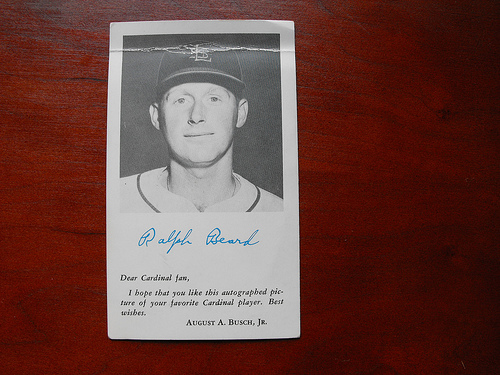 STL
Ralph Beard
Dear Cardinal fan,
I hope that you like this autographed pic-
ture of your favorite Cardinal player. Best
wishes.
AUGUST A. BUSCH, JR.